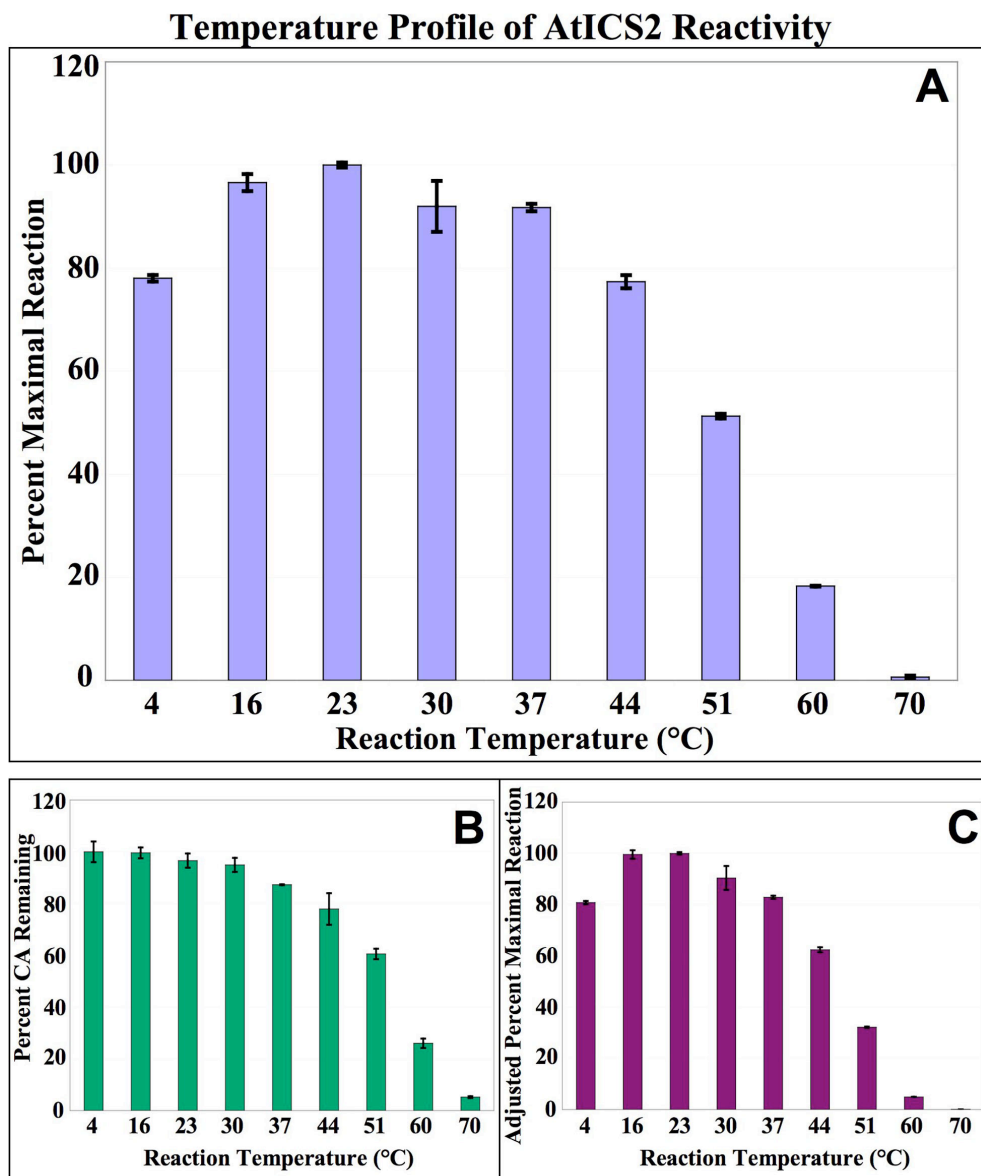 Temperature Profile of AtICS2 Reactivity
A
Percent Maximal Reaction
120
100
80
60
40
20
0
4 16 23 30 37 44 51 60 70
Reaction Temperature (°C)
B
Percent CA Remaining
120
100
80
60
40
20
0
4 16 23 30 37 44 51 60 70
Reaction Temperature (°C)
C
Adjusted Percent Maximal Reaction
120
100
80
60
40
20
0
4 16 23 30 37 44 51 60 70
Reaction Temperature (°C)